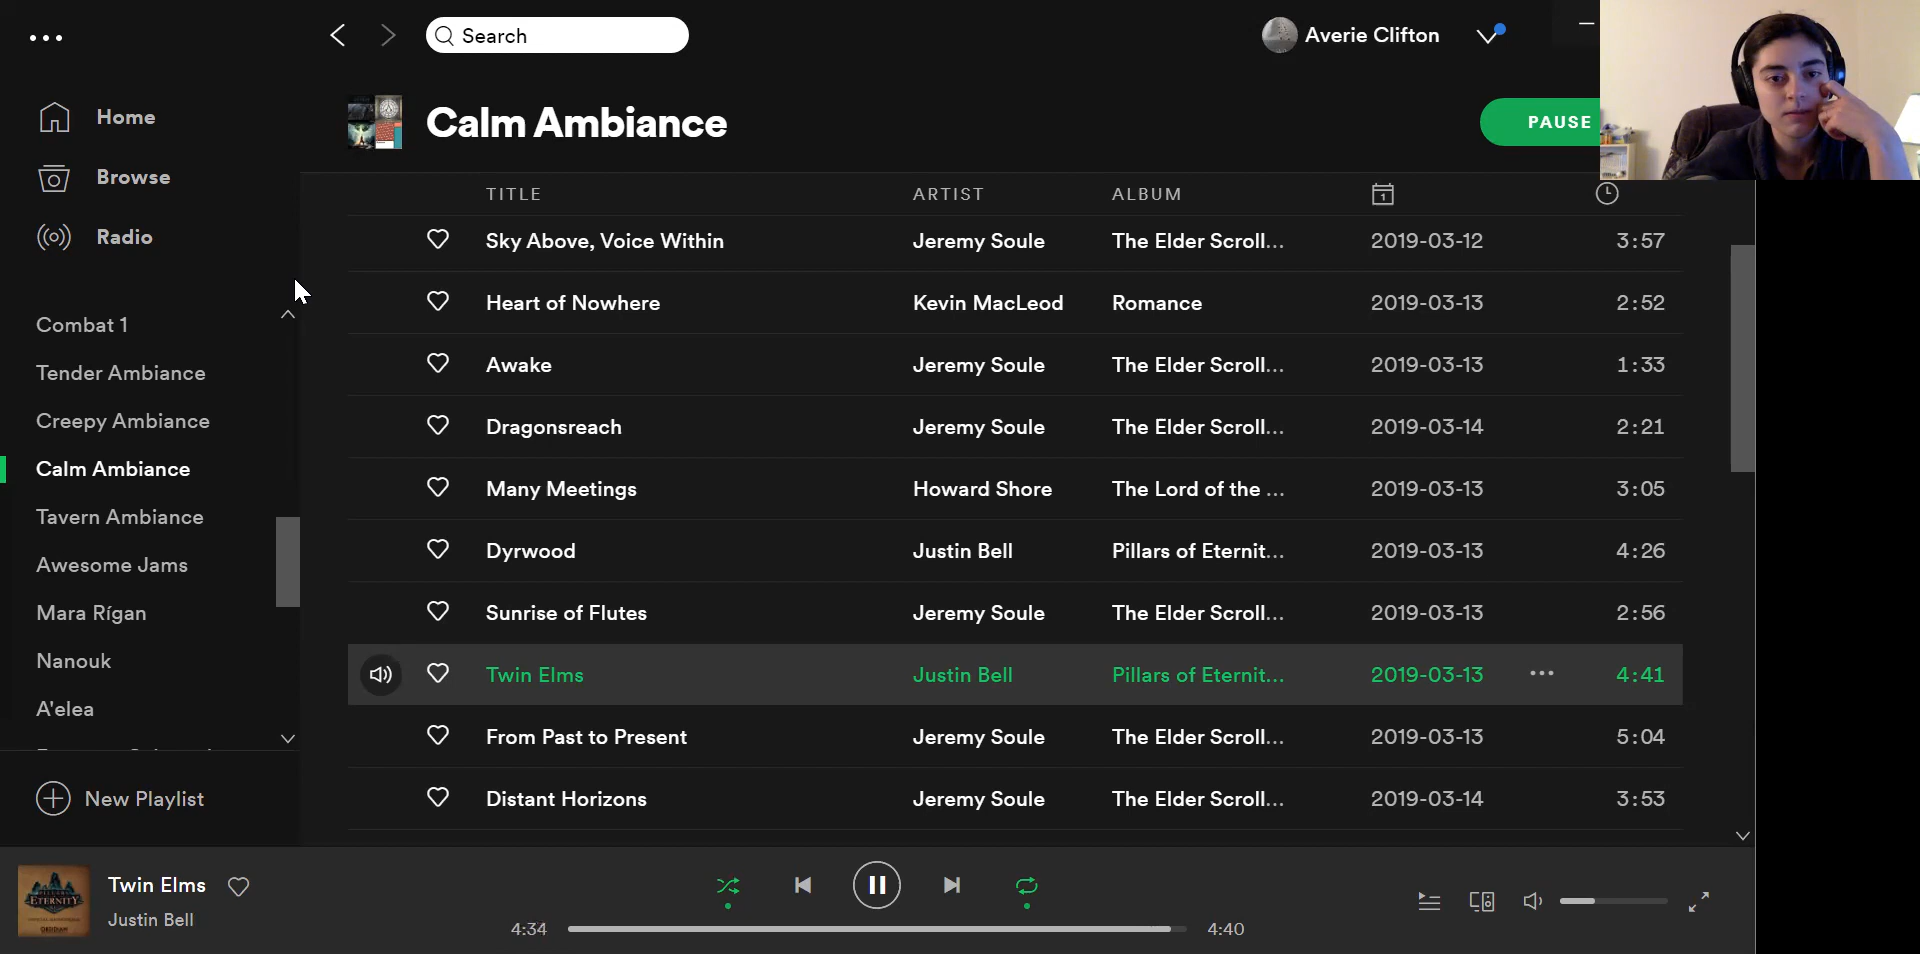 Search
Averie Clifton
Home
Browse
Radio
Combat 1
Tender Ambiance
Creepy Ambiance
Calm Ambiance
Tavern Ambiance
Awesome Jams
Mara Rígan
Nanouk
A'elea
New Playlist
Calm Ambiance
PAUSE
TITLE ARTIST ALBUM 1
Sky Above, Voice Within Jeremy Soule The Elder Scroll... 2019-03-12 3:57
Heart of Nowhere Kevin MacLeod Romance 2019-03-13 2:52
Awake Jeremy Soule The Elder Scroll... 2019-03-13 1:33
Dragonsreach Jeremy Soule The Elder Scroll... 2019-03-14 2:21
Many Meetings Howard Shore The Lord of the ... 2019-03-13 3:05
Dyrwood Justin Bell Pillars of Eternit... 2019-03-13 4:26
Sunrise of Flutes Jeremy Soule The Elder Scroll... 2019-03-13 2:56
Twin Elms Justin Bell Pillars of Eternit... 2019-03-13 4:41
From Past to Present Jeremy Soule The Elder Scroll... 2019-03-13 5:04
Distant Horizons Jeremy Soule The Elder Scroll... 2019-03-14 3:53
ETERNITY
OBSIDIAN
Twin Elms
Justin Bell
4:34 4:40